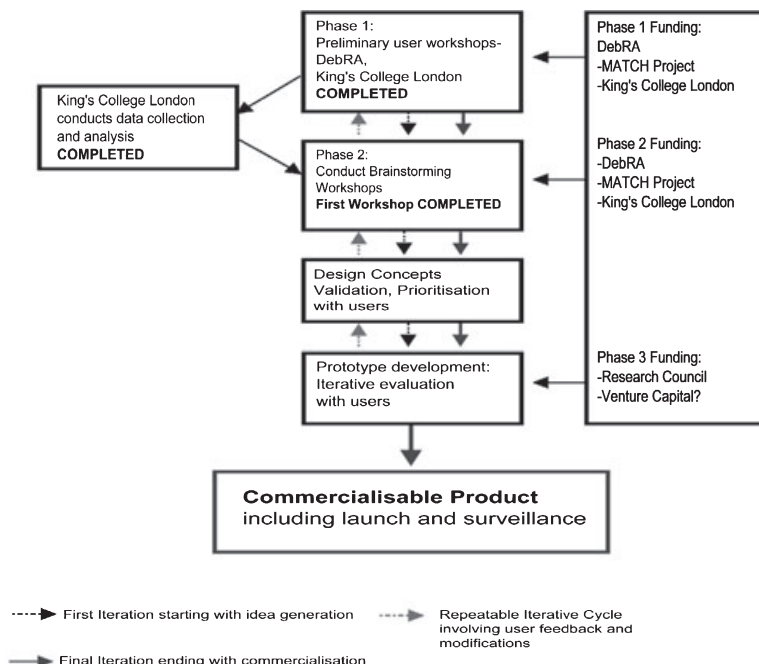 Phase 1:
Preliminary user workshops-
DebRA,
King's College London
COMPLETED
Phase 1 Funding:
DebRA
-MATCH Project
-King's College London
King's College London
conducts data collection
and analysis
COMPLETED
Phase 2:
Conduct Brainstorming
Workshops
First Workshop COMPLETED
Phase 2 Funding:
-DebRA
-MATCH Project
-King's College London
Design Concepts
Validation, Prioritisation
with users
Prototype development:
Iterative evaluation
with users
Phase 3 Funding:
-Research Council
-Venture Capital?
Commercialisable Product
including launch and surveillance
First Iteration starting with idea generation
Repeatable Iterative Cycle
involving user feedback and
modifications
Final Iteration ending with commercialisation